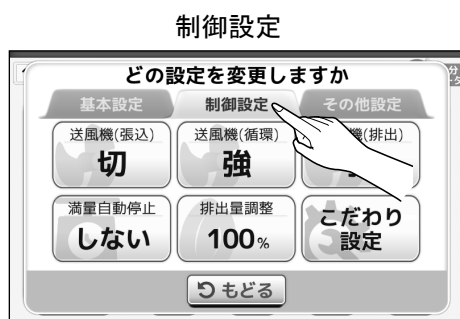 制御設定
どの設定を変更しますか
基本設定
制御設定
その他設定
送風機(張込)
切
送風機(循環)
強
機(排出)
満量自動停止
しない
排出量調整
100%
こだわり
設定
もどる